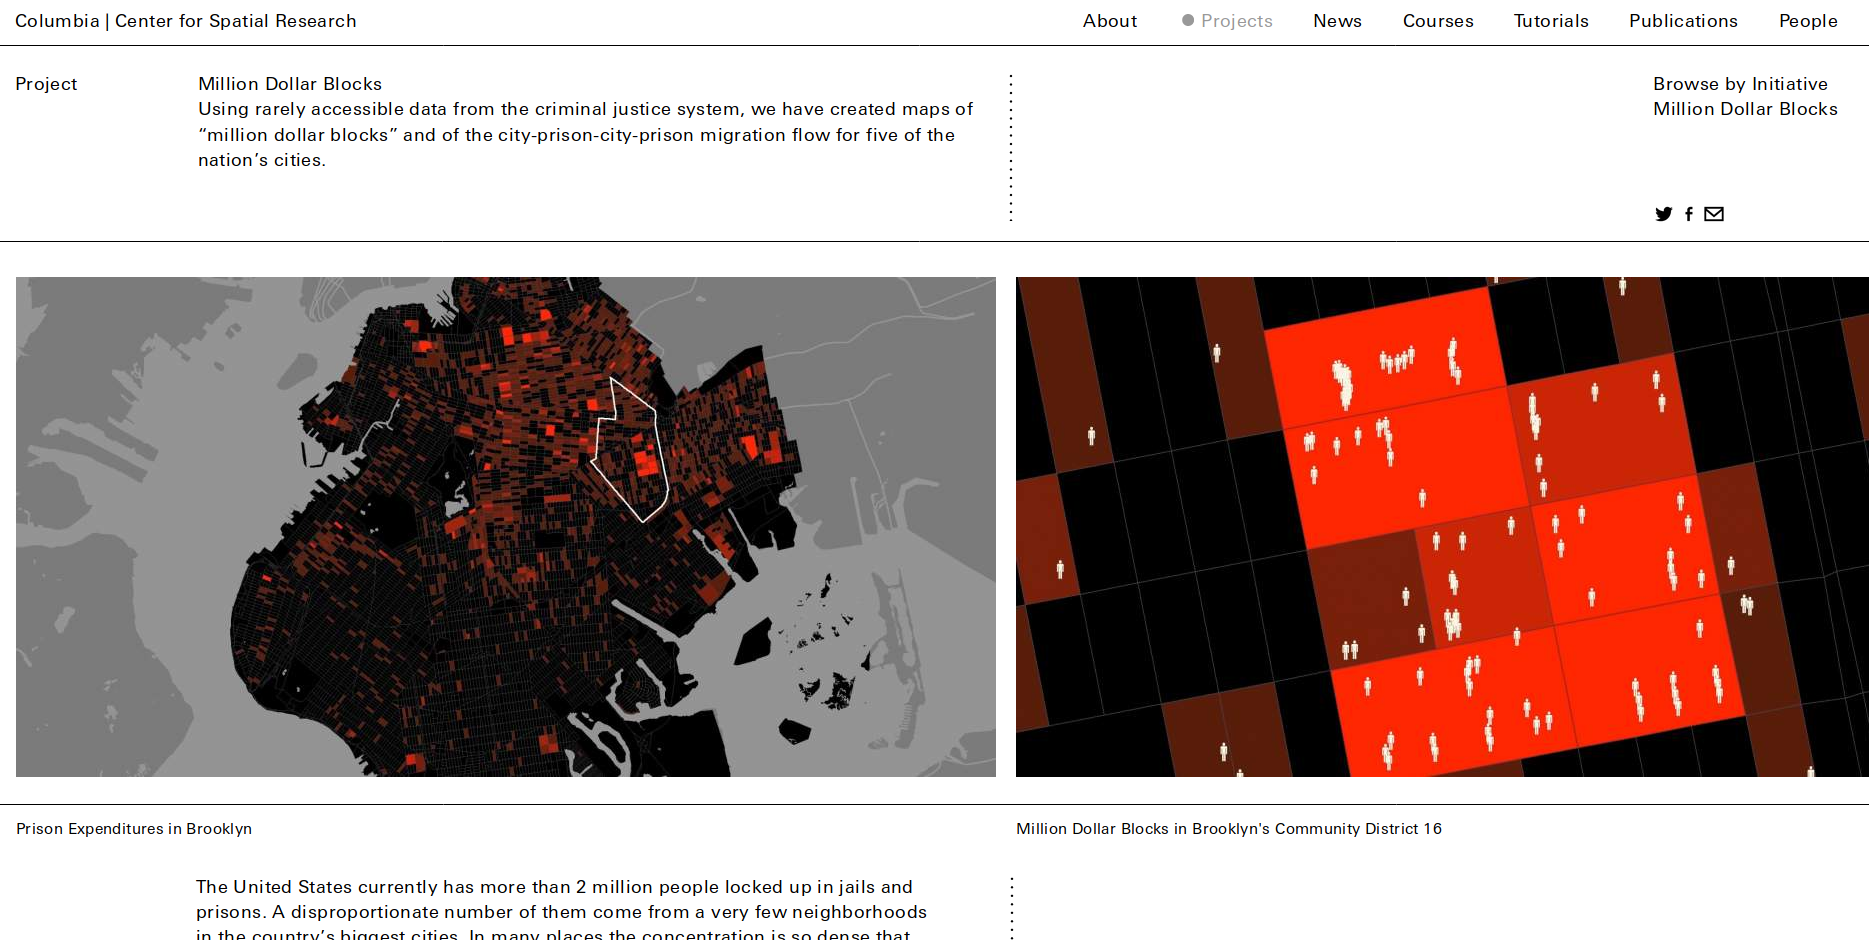 Columbia | Center for Spatial Research
About
Projects
News
Courses
Tutorials
Publications
People
Project
Million Dollar Blocks
Using rarely accessible data from the criminal justice system, we have created maps of
“million dollar blocks” and of the city-prison-city-prison migration flow for five of the
nation’s cities.
Browse by Initiative
Million Dollar Blocks
Prison Expenditures in Brooklyn
Million Dollar Blocks in Brooklyn's Community District 16
The United States currently has more than 2 million people locked up in jails and
prisons. A disproportionate number of them come from a very few neighborhoods
in the country’s biggest cities. In many places the concentration is so dense that